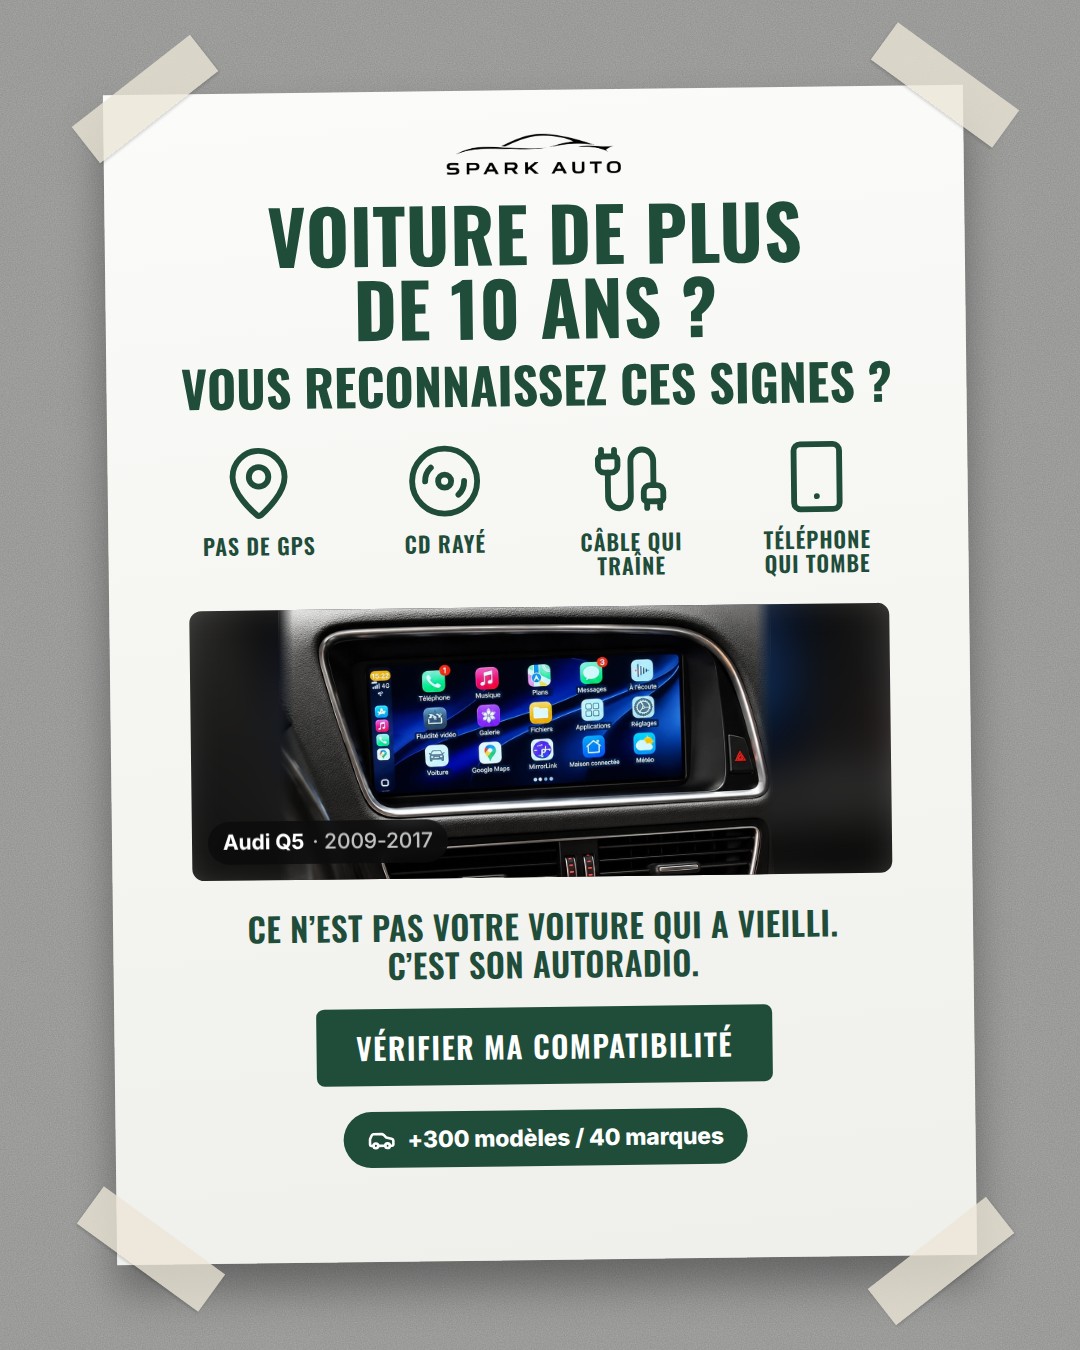 SPARK AUTO
VOITURE DE PLUS
DE 10 ANS ?
VOUS RECONNAISSEZ CES SIGNES ?
PAS DE GPS
CD RAYÉ
CÂBLE QUI
TRAÎNE
TÉLÉPHONE
QUI TOMBE
4G
1
3
Téléphone
Musique
Plans
Messages
À l'écoute
Fluidité vidéo
Galerie
Fichiers
Applications
Réglages
Voiture
Google Maps
MirrorLink
Maison connectée
Météo
Audi Q5 · 2009-2017
CE N’EST PAS VOTRE VOITURE QUI A VIEILLI.
C’EST SON AUTORADIO.
VÉRIFIER MA COMPATIBILITÉ
+300 modèles / 40 marques